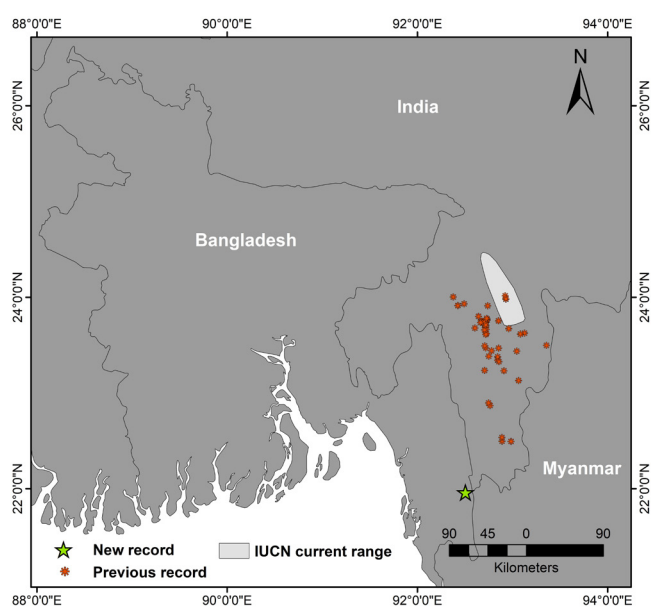 88°0'0"E 90°0'0"E 92°0'0"E 94°0'0"E
N
26°0'0"N 26°0'0"N
India
Bangladesh
24°0'0"N 24°0'0"N
22°0'0"N 22°0'0"N
Myanmar
90 45 0 90
Kilometers
New record
IUCN current range
Previous record
88°0'0"E 90°0'0"E 92°0'0"E 94°0'0"E